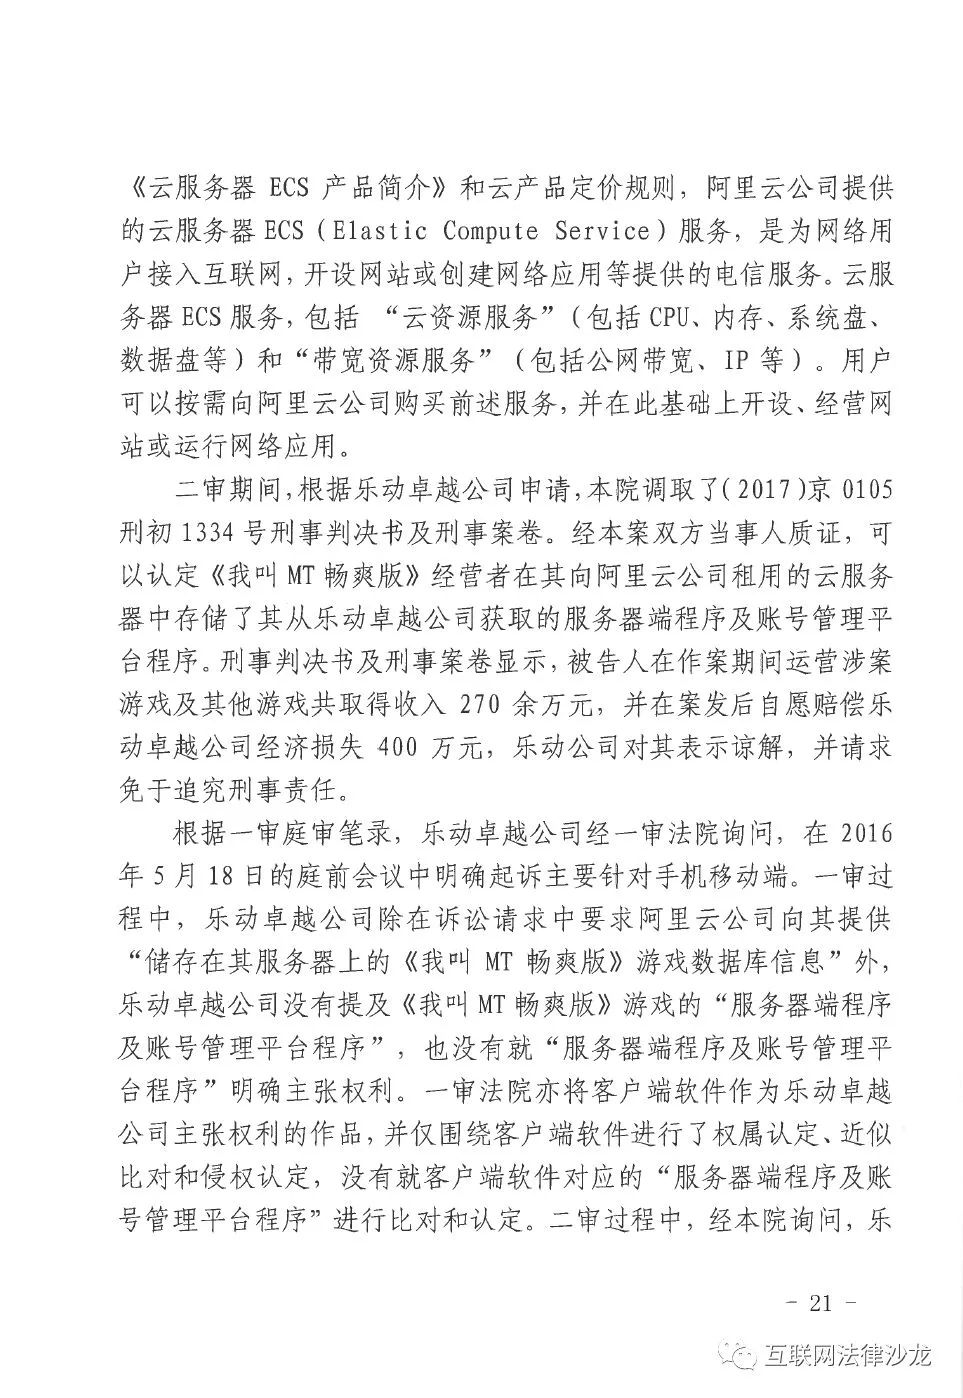 《云服务器 ECS 产品简介》和云产品定价规则，阿里云公司提供
的云服务器 ECS（Elastic Compute Service）服务，是为网络用
户接入互联网，开设网站或创建网络应用等提供的电信服务。云服
务器 ECS 服务，包括 “云资源服务”（包括 CPU、内存、系统盘、
数据盘等）和“带宽资源服务”（包括公网带宽、IP 等）。用户
可以按需向阿里云公司购买前述服务，并在此基础上开设、经营网
站或运行网络应用。
二审期间，根据乐动卓越公司申请，本院调取了（2017）京 0105
刑初 1334 号刑事判决书及刑事案卷。经本案双方当事人质证，可
以认定《我叫 MT 畅爽版》经营者在其向阿里云公司租用的云服务
器中存储了其从乐动卓越公司获取的服务器端程序及账号管理平
台程序。刑事判决书及刑事案卷显示，被告人在作案期间运营涉案
游戏及其他游戏共取得收入 270 余万元，并在案发后自愿赔偿乐
动卓越公司经济损失 400 万元，乐动公司对其表示谅解，并请求
免于追究刑事责任。
根据一审庭审笔录，乐动卓越公司经一审法院询问，在 2016
年 5 月 18 日的庭前会议中明确起诉主要针对手机移动端。一审过
程中，乐动卓越公司除在诉讼请求中要求阿里云公司向其提供
“储存在其服务器上的《我叫 MT 畅爽版》游戏数据库信息”外，
乐动卓越公司没有提及《我叫 MT 畅爽版》游戏的“服务器端程序
及账号管理平台程序”，也没有就“服务器端程序及账号管理平
台程序”明确主张权利。一审法院亦将客户端软件作为乐动卓越
公司主张权利的作品，并仅围绕客户端软件进行了权属认定、近似
比对和侵权认定，没有就客户端软件对应的“服务器端程序及账
号管理平台程序”进行比对和认定。二审过程中，经本院询问，乐
- 21 -
互联网法律沙龙